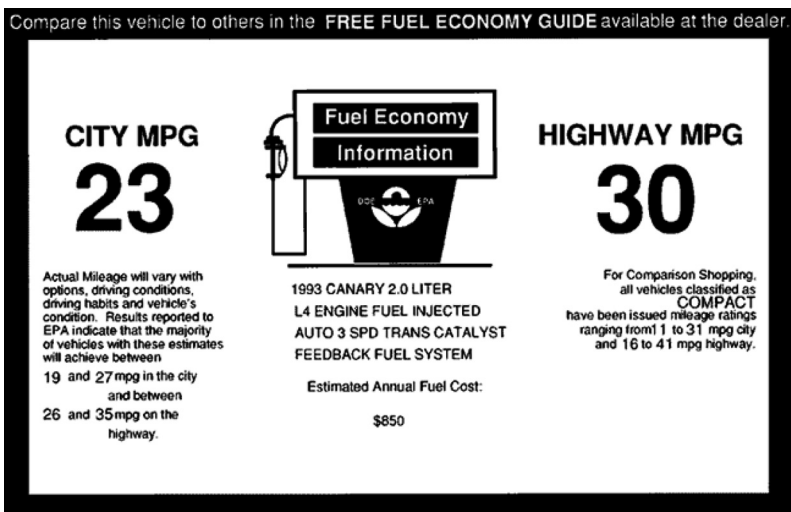 Compare this vehicle to others in the FREE FUEL ECONOMY GUIDE available at the dealer.
CITY MPG
23
Fuel Economy
Information
DOE EPA
HIGHWAY MPG
30
Actual Mileage will vary with
options, driving conditions,
driving habits and vehicle's
condition. Results reported to
EPA indicate that the majority
of vehicles with these estimates
will achieve between
19 and 27 mpg in the city
and between
26 and 35 mpg on the
highway.
1993 CANARY 2.0 LITER
L4 ENGINE FUEL INJECTED
AUTO 3 SPD TRANS CATALYST
FEEDBACK FUEL SYSTEM
Estimated Annual Fuel Cost:
$850
For Comparison Shopping,
all vehicles classified as
COMPACT
have been issued mileage ratings
ranging from 11 to 31 mpg city
and 16 to 41 mpg highway.